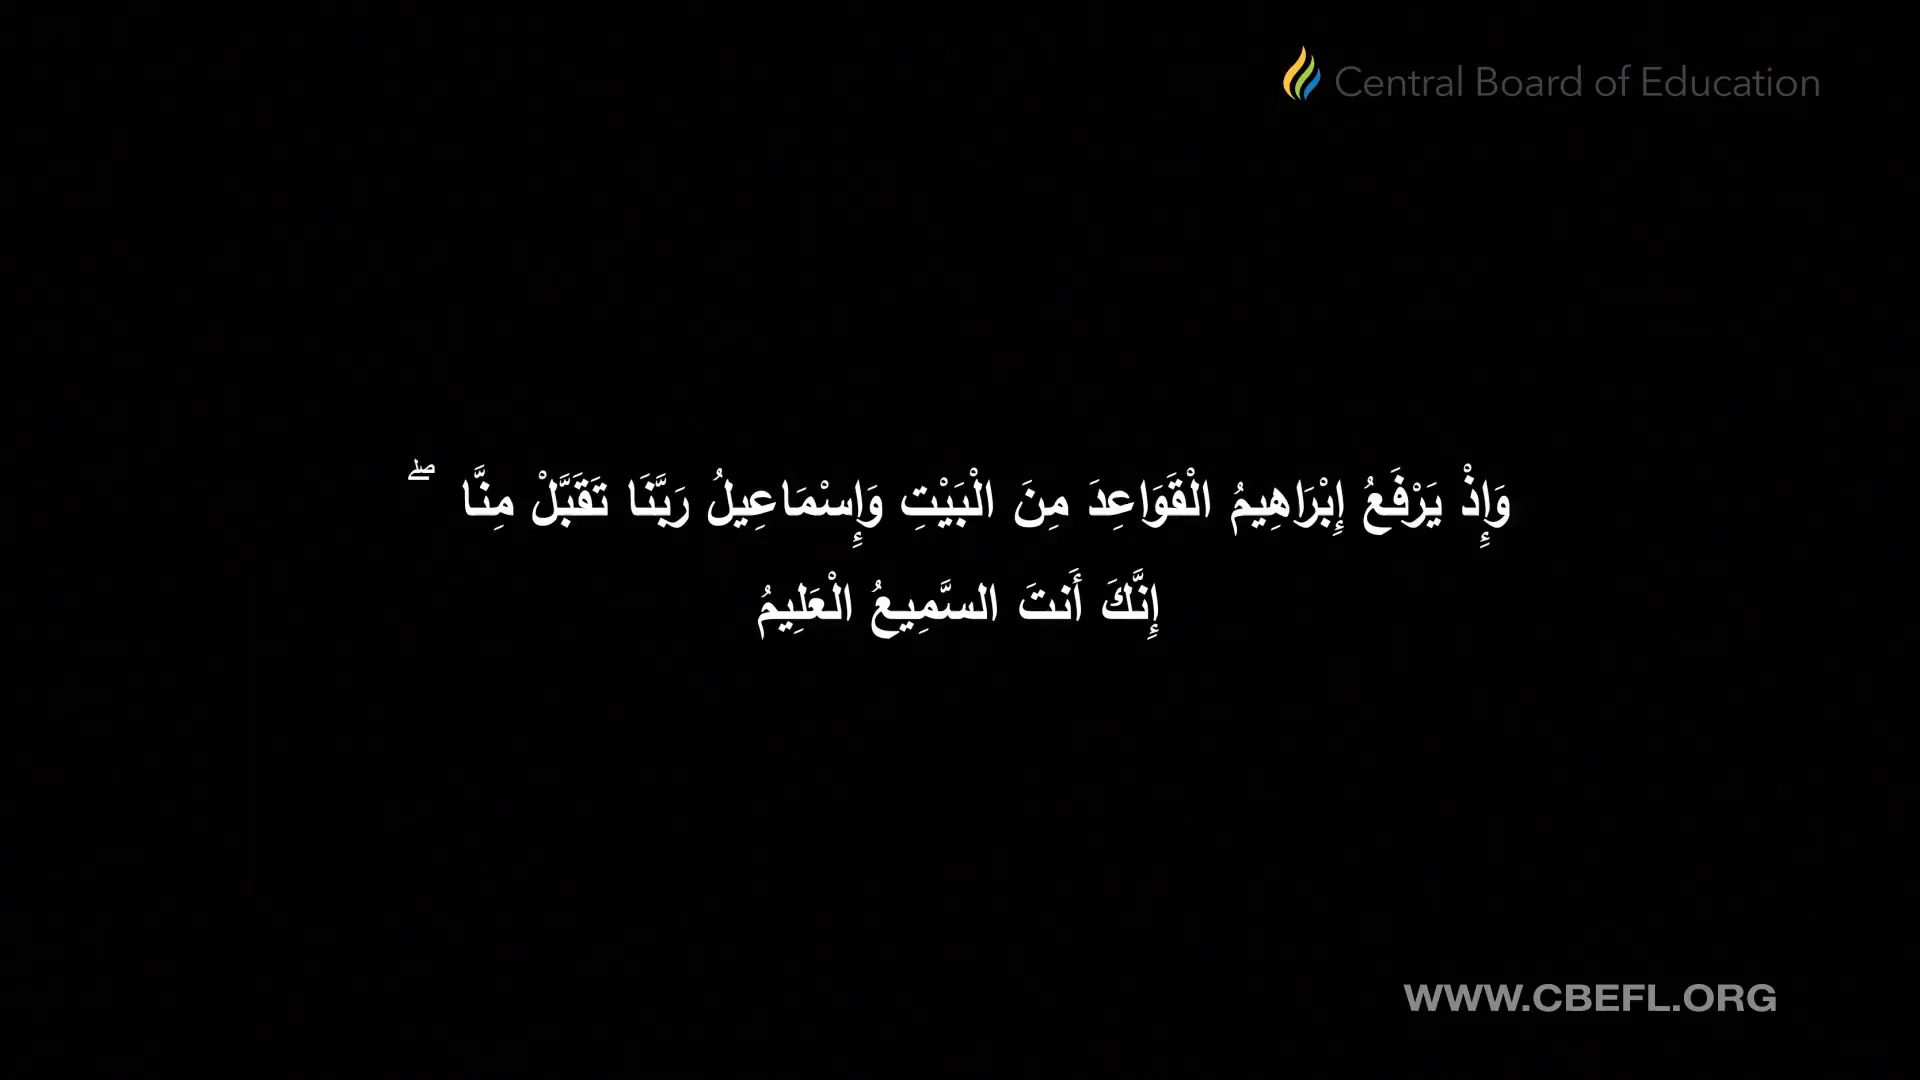 Central Board of Education
وَإِذْ يَرْفَعُ إِبْرَاهِيمُ الْقَوَاعِدَ مِنَ الْبَيْتِ وَإِسْمَاعِيلُ رَبَّنَا تَقَبَّلْ مِنَّا ۖ
إِنَّكَ أَنتَ السَّمِيعُ الْعَلِيمُ
WWW.CBEFL.ORG